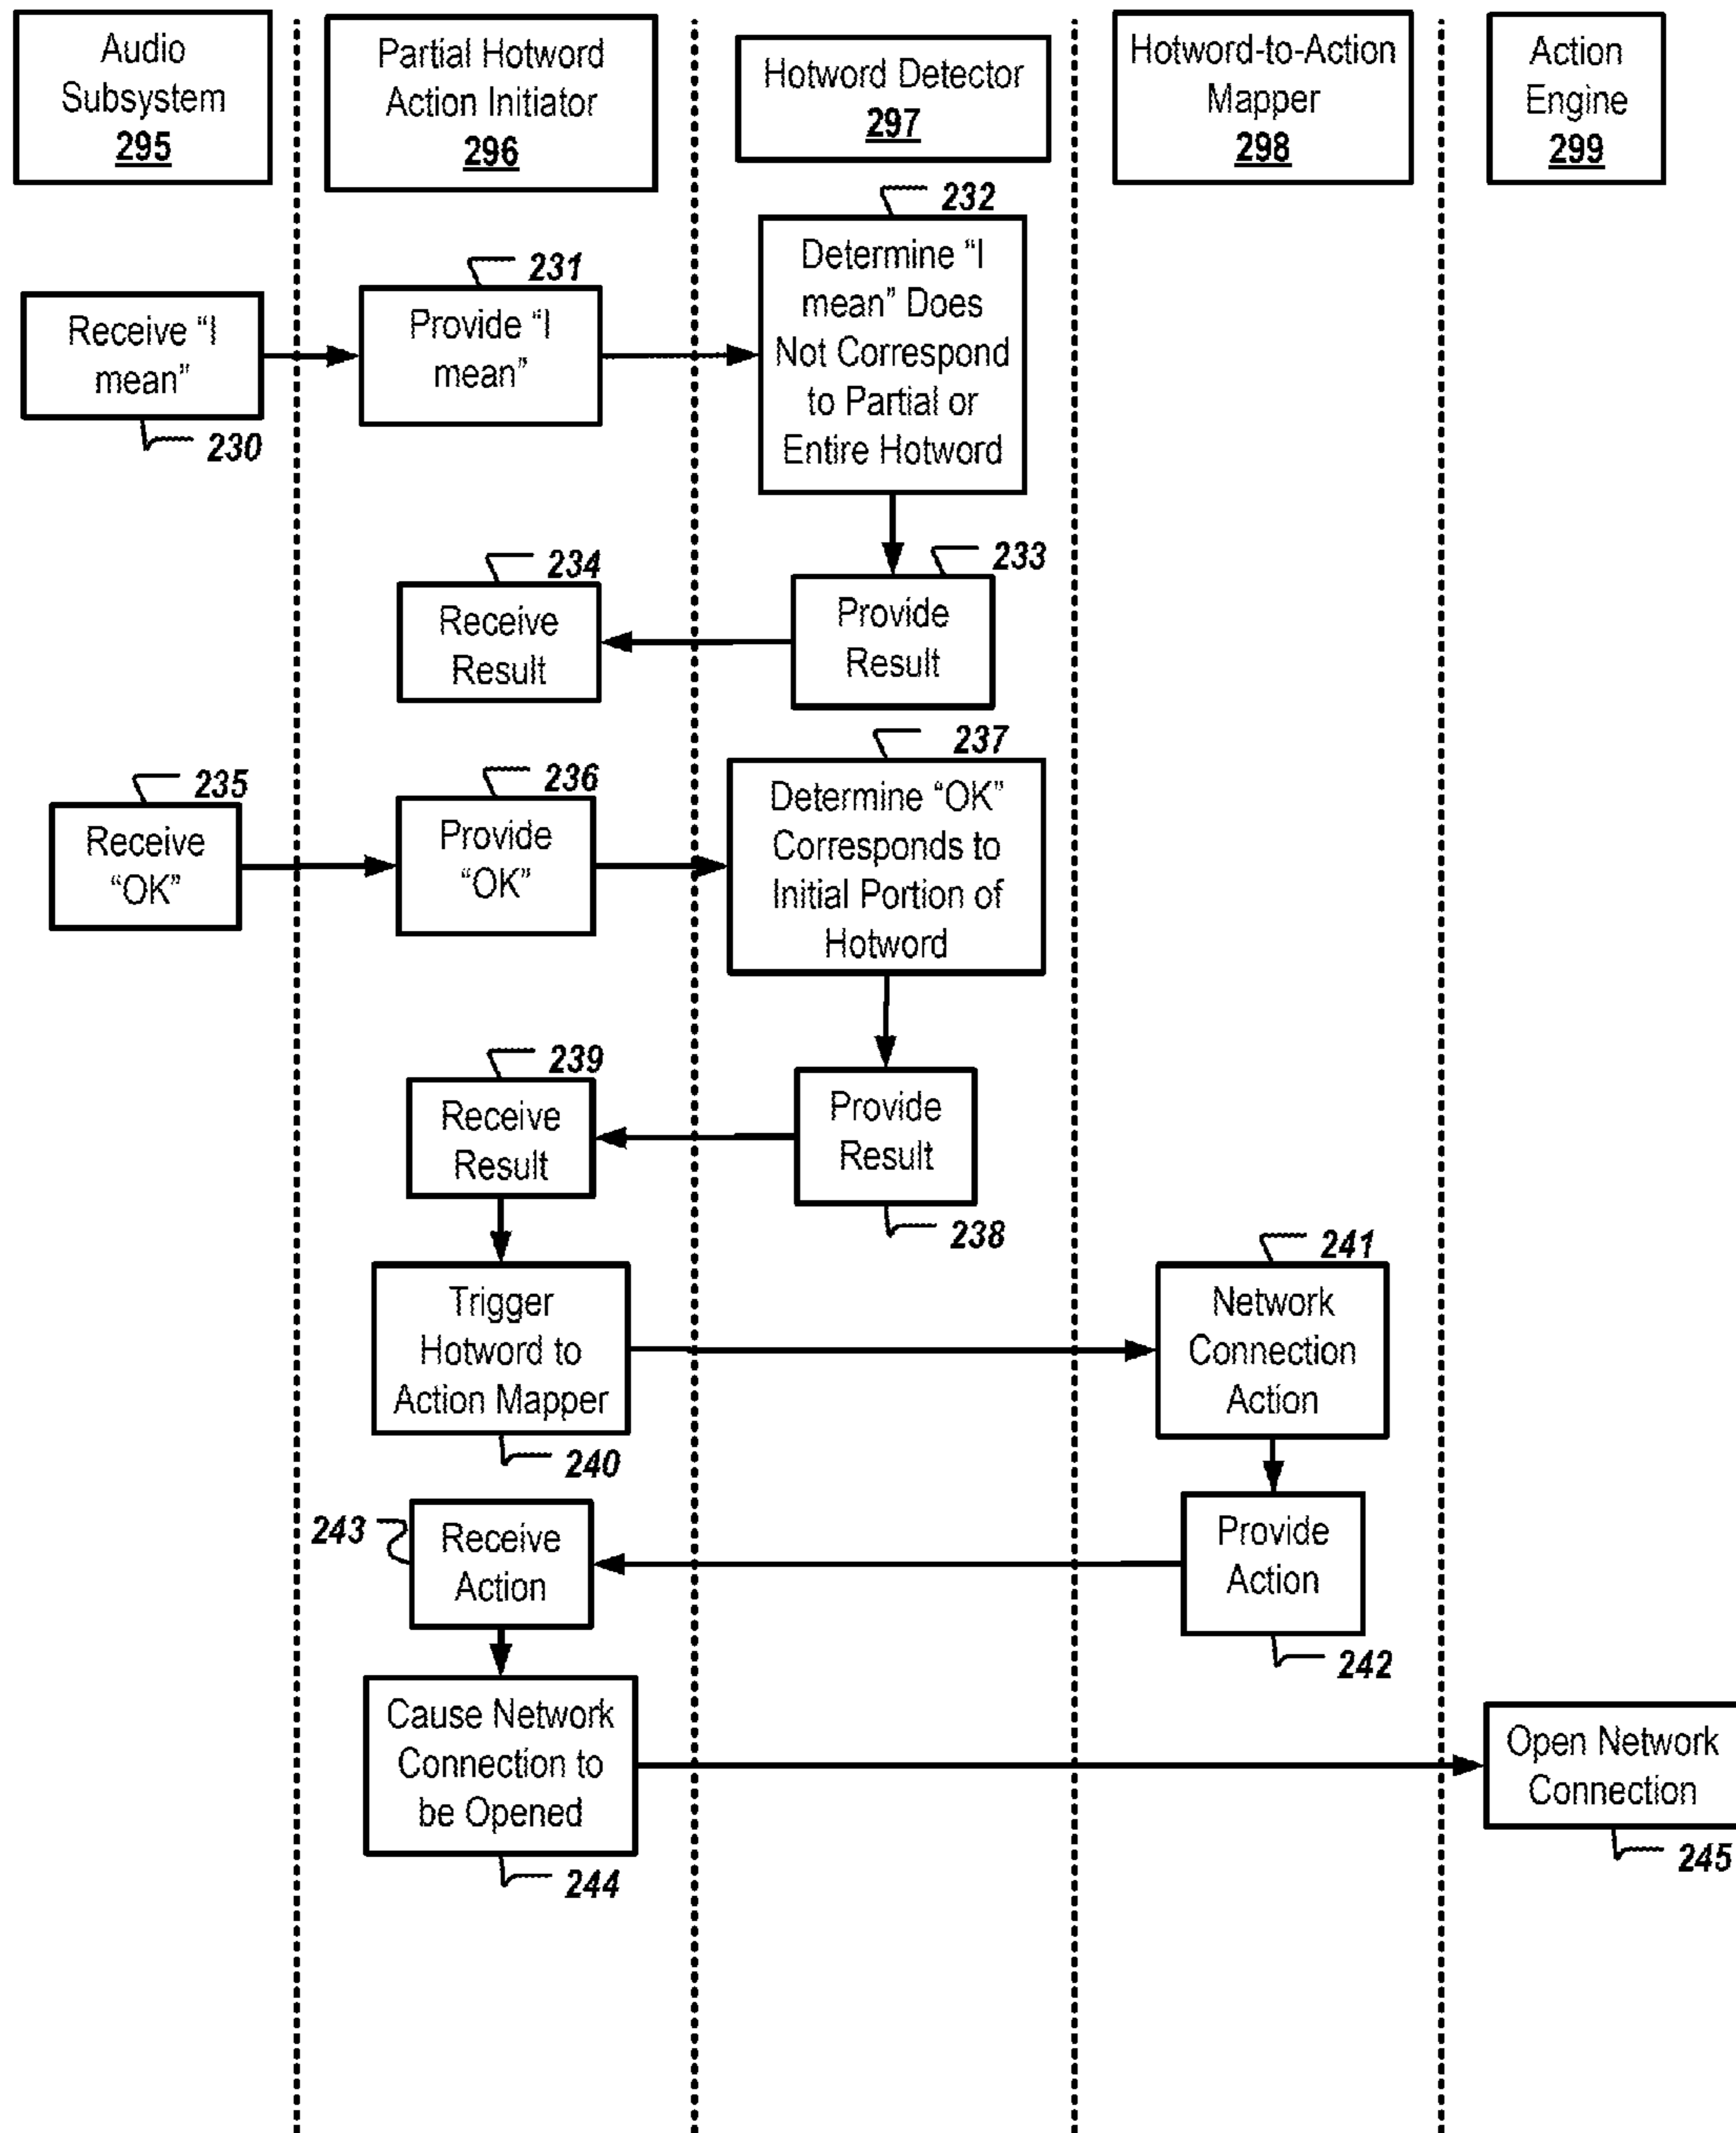 Audio
Subsystem
295
Partial Hotword
Action Initiator
296
Hotword Detector
297
Hotword-to-Action
Mapper
298
Action
Engine
299
Receive “I
mean”
230
231
Provide “I
mean”
232
Determine “I
mean” Does
Not Correspond
to Partial or
Entire Hotword
233
Provide
Result
234
Receive
Result
235
Receive
“OK”
236
Provide
“OK”
237
Determine “OK”
Corresponds to
Initial Portion of
Hotword
Provide
Result
238
239
Receive
Result
Trigger
Hotword to
Action Mapper
240
241
Network
Connection
Action
Provide
Action
242
243
Receive
Action
Cause Network
Connection to
be Opened
244
Open Network
Connection
245